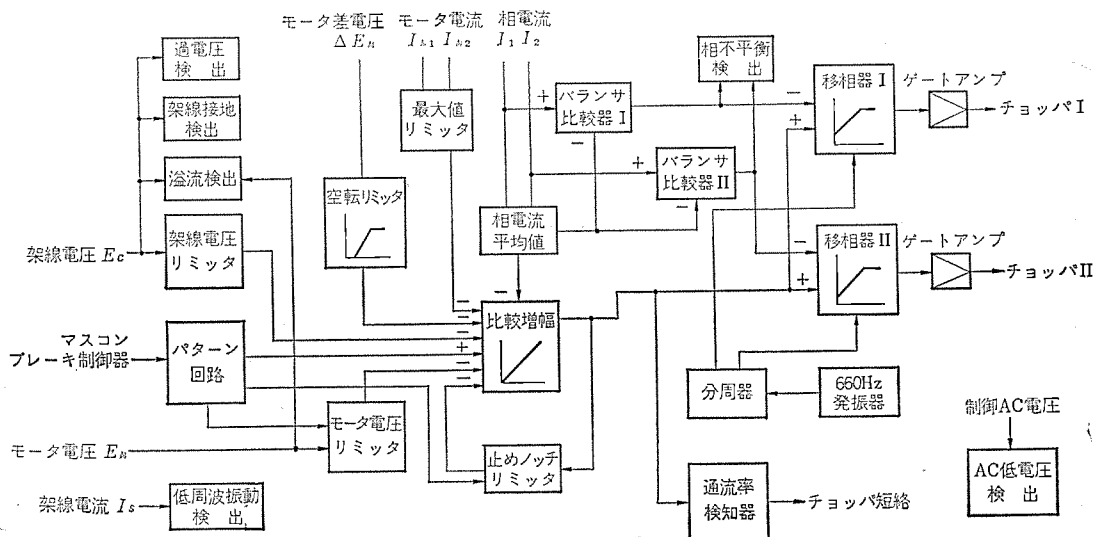 モータ差電圧
ΔEM
モータ電流
IM1 IM2
相電流
I1 I2
過電圧
検出
架線接地
検出
溢流検出
架線電圧 Ec
架線電圧
リミッタ
空転リミッタ
最大値
リミッタ
+
バランサ
比較器 I
−
+
バランサ
比較器 II
−
相電流
平均値
相不平衡
検出
−
+
移相器 I
ゲートアンプ
チョッパI
−
+
移相器 II
ゲートアンプ
チョッパII
マスコン
ブレーキ制御器
パターン
回路
−
−
−
−
+
−
−
比較増幅
モータ電圧 EM
モータ電圧
リミッタ
止めノッチ
リミッタ
分周器
660Hz
発振器
制御AC電圧
AC低電圧
検出
通流率
検知器
チョッパ短絡
架線電流 Is
低周波振動
検出